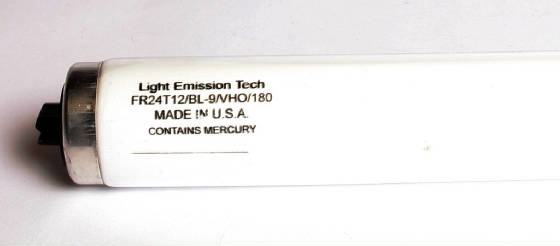 Light Emission Tech
FR24T12/BL-9/VHO/180
MADE IN U.S.A.
CONTAINS MERCURY